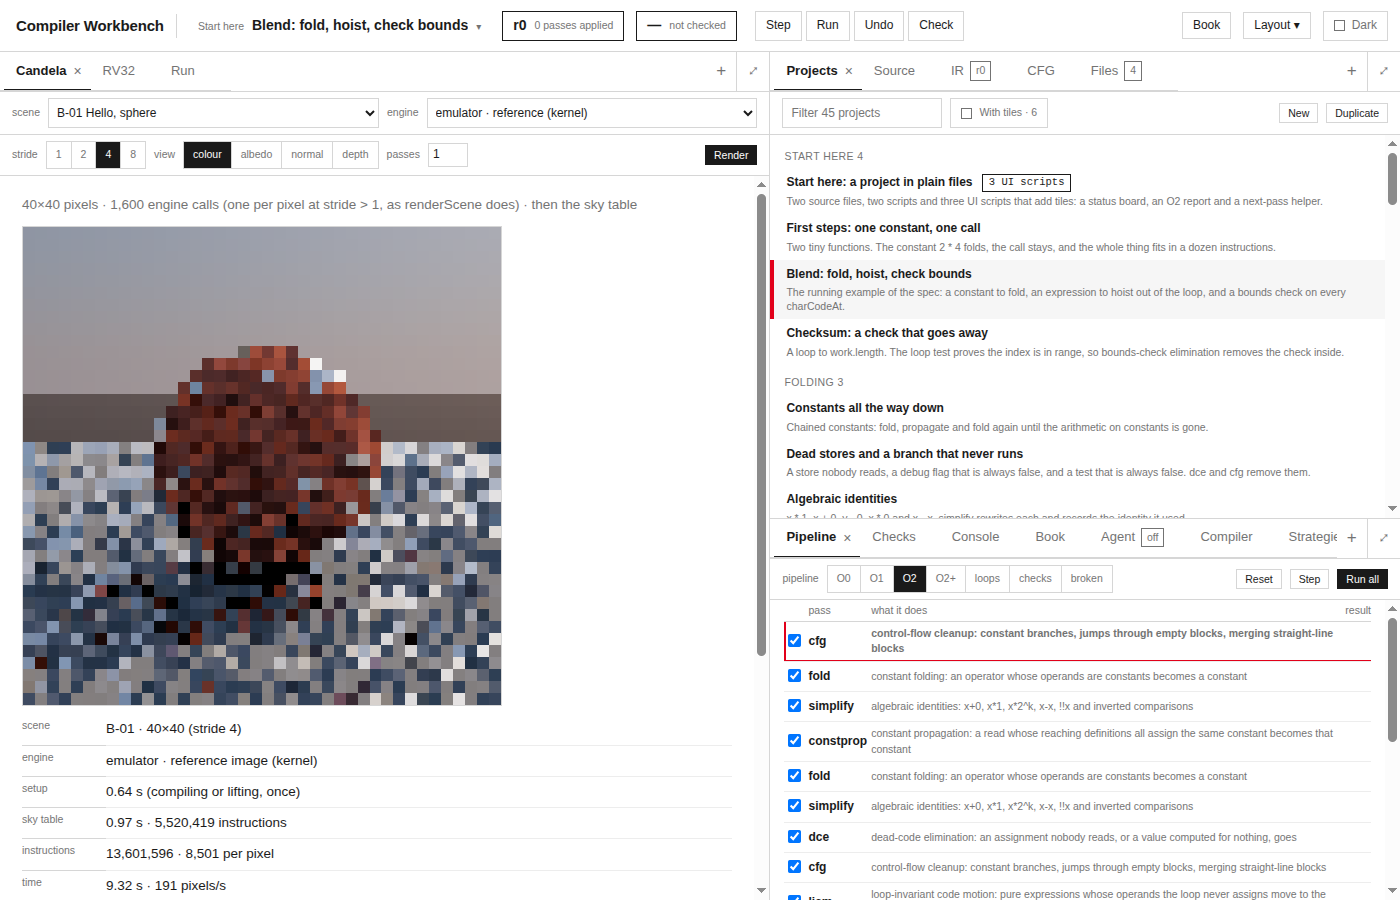 Compiler Workbench
Start here Blend: fold, hoist, check bounds ▾
r0 0 passes applied
— not checked
Step Run Undo Check
Book Layout ▾ Dark
Candela × RV32 Run + ⤢
scene B-01 Hello, sphere engine emulator · reference (kernel)
stride 1 2 4 8 view colour albedo normal depth passes 1 Render
40×40 pixels · 1,600 engine calls (one per pixel at stride > 1, as renderScene does) · then the sky table
scene B-01 · 40×40 (stride 4)
engine emulator · reference image (kernel)
setup 0.64 s (compiling or lifting, once)
sky table 0.97 s · 5,520,419 instructions
instructions 13,601,596 · 8,501 per pixel
time 9.32 s · 191 pixels/s
Projects × Source IR r0 CFG Files 4 + ⤢
Filter 45 projects With tiles · 6 New Duplicate
START HERE 4
Start here: a project in plain files 3 UI scripts
Two source files, two scripts and three UI scripts that add tiles: a status board, an O2 report and a next-pass helper.
First steps: one constant, one call
Two tiny functions. The constant 2 * 4 folds, the call stays, and the whole thing fits in a dozen instructions.
Blend: fold, hoist, check bounds
The running example of the spec: a constant to fold, an expression to hoist out of the loop, and a bounds check on every
charCodeAt.
Checksum: a check that goes away
A loop to work.length. The loop test proves the index is in range, so bounds-check elimination removes the check inside.
FOLDING 3
Constants all the way down
Chained constants: fold, propagate and fold again until the arithmetic on constants is gone.
Dead stores and a branch that never runs
A store nobody reads, a debug flag that is always false, and a test that is always false. dce and cfg remove them.
Algebraic identities
Pipeline × Checks Console Book Agent off Compiler Strategie + ⤢
pipeline O0 O1 O2 O2+ loops checks broken Reset Step Run all
pass what it does result
cfg control-flow cleanup: constant branches, jumps through empty blocks, merging straight-line
blocks
fold constant folding: an operator whose operands are constants becomes a constant
simplify algebraic identities: x+0, x*1, x*2^k, x-x, !!x and inverted comparisons
constprop constant propagation: a read whose reaching definitions all assign the same constant becomes that
constant
fold constant folding: an operator whose operands are constants becomes a constant
simplify algebraic identities: x+0, x*1, x*2^k, x-x, !!x and inverted comparisons
dce dead-code elimination: an assignment nobody reads, or a value computed for nothing, goes
cfg control-flow cleanup: constant branches, jumps through empty blocks, merging straight-line blocks
loop-invariant code motion: pure expressions whose operands the loop never assigns move to the